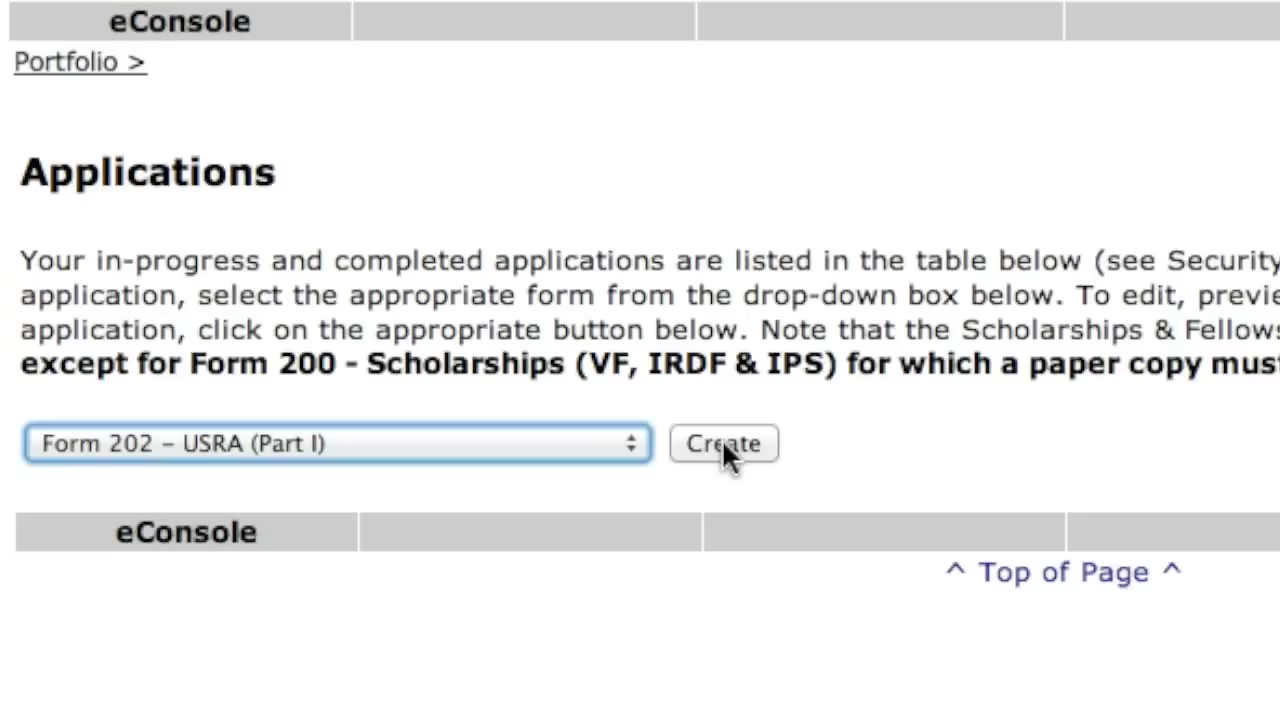 eConsole
Portfolio >
Applications
Your in-progress and completed applications are listed in the table below (see Security
application, select the appropriate form from the drop-down box below. To edit, previe
application, click on the appropriate button below. Note that the Scholarships & Fellows
except for Form 200 - Scholarships (VF, IRDF & IPS) for which a paper copy must
Form 202 – USRA (Part I) Create
eConsole
^ Top of Page ^